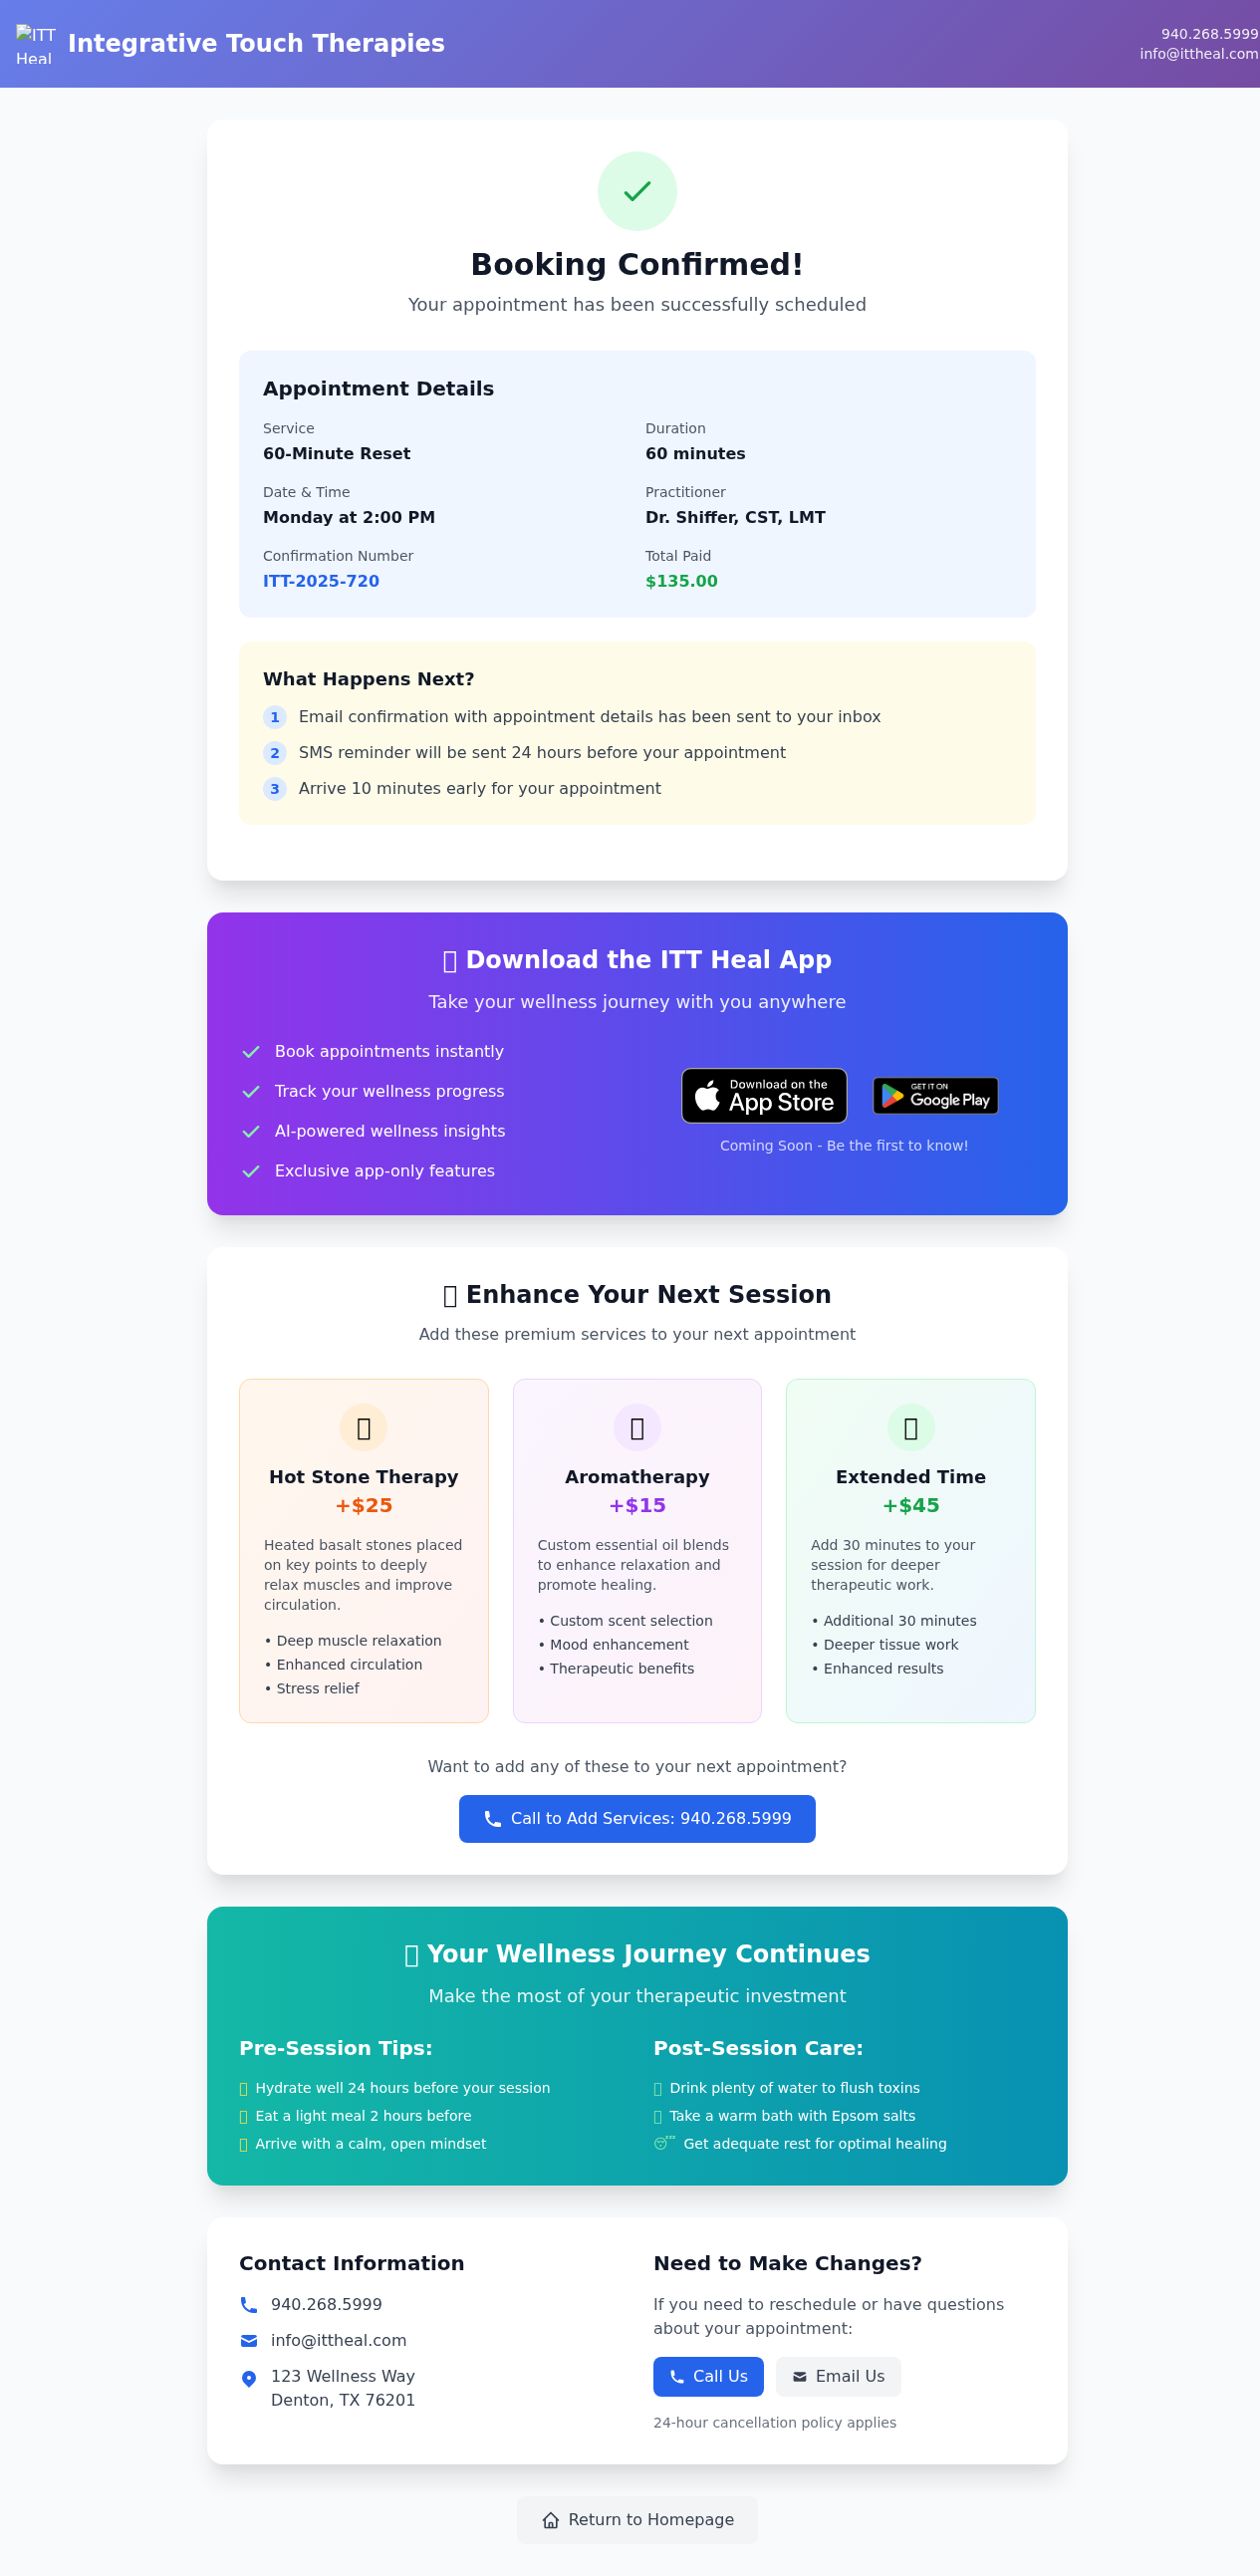 ITT
Heal
Integrative Touch Therapies
940.268.5999
info@ittheal.com
Booking Confirmed!
Your appointment has been successfully scheduled
Appointment Details
Service
60-Minute Reset
Duration
60 minutes
Date & Time
Monday at 2:00 PM
Practitioner
Dr. Shiffer, CST, LMT
Confirmation Number
ITT-2025-720
Total Paid
$135.00
What Happens Next?
1 Email confirmation with appointment details has been sent to your inbox
2 SMS reminder will be sent 24 hours before your appointment
3 Arrive 10 minutes early for your appointment
Download the ITT Heal App
Take your wellness journey with you anywhere
Book appointments instantly
Track your wellness progress
AI-powered wellness insights
Exclusive app-only features
Download on the
App Store
GET IT ON
Google Play
Coming Soon - Be the first to know!
Enhance Your Next Session
Add these premium services to your next appointment
Hot Stone Therapy
+$25
Heated basalt stones placed
on key points to deeply
relax muscles and improve
circulation.
• Deep muscle relaxation
• Enhanced circulation
• Stress relief
Aromatherapy
+$15
Custom essential oil blends
to enhance relaxation and
promote healing.
• Custom scent selection
• Mood enhancement
• Therapeutic benefits
Extended Time
+$45
Add 30 minutes to your
session for deeper
therapeutic work.
• Additional 30 minutes
• Deeper tissue work
• Enhanced results
Want to add any of these to your next appointment?
Call to Add Services: 940.268.5999
Your Wellness Journey Continues
Make the most of your therapeutic investment
Pre-Session Tips:
Hydrate well 24 hours before your session
Eat a light meal 2 hours before
Arrive with a calm, open mindset
Post-Session Care:
Drink plenty of water to flush toxins
Take a warm bath with Epsom salts
Get adequate rest for optimal healing
Contact Information
940.268.5999
info@ittheal.com
123 Wellness Way
Denton, TX 76201
Need to Make Changes?
If you need to reschedule or have questions
about your appointment:
Call Us
Email Us
24-hour cancellation policy applies
Return to Homepage